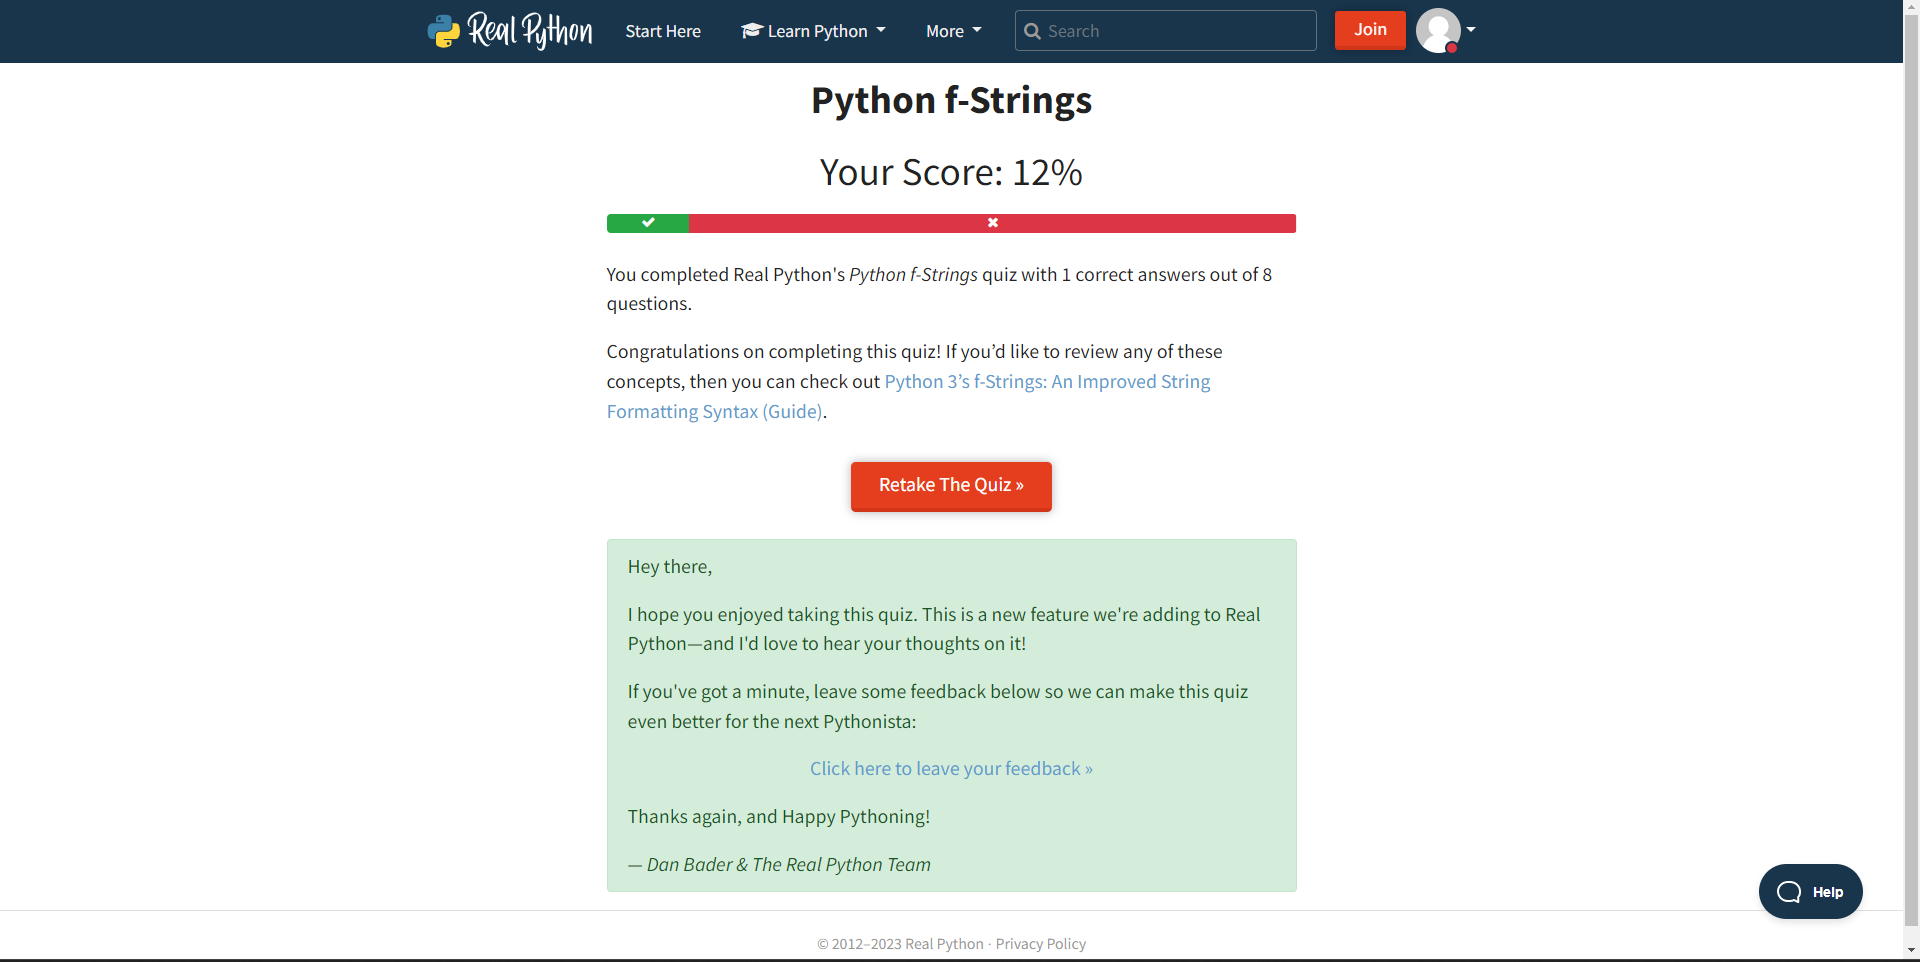 Real Python
Start Here
Learn Python
More
Search
Join
Python f-Strings
Your Score: 12%
You completed Real Python's Python f-Strings quiz with 1 correct answers out of 8
questions.
Congratulations on completing this quiz! If you’d like to review any of these
concepts, then you can check out Python 3’s f-Strings: An Improved String
Formatting Syntax (Guide).
Retake The Quiz »
Hey there,
I hope you enjoyed taking this quiz. This is a new feature we're adding to Real
Python—and I'd love to hear your thoughts on it!
If you've got a minute, leave some feedback below so we can make this quiz
even better for the next Pythonista:
Click here to leave your feedback »
Thanks again, and Happy Pythoning!
— Dan Bader & The Real Python Team
Help
© 2012–2023 Real Python · Privacy Policy